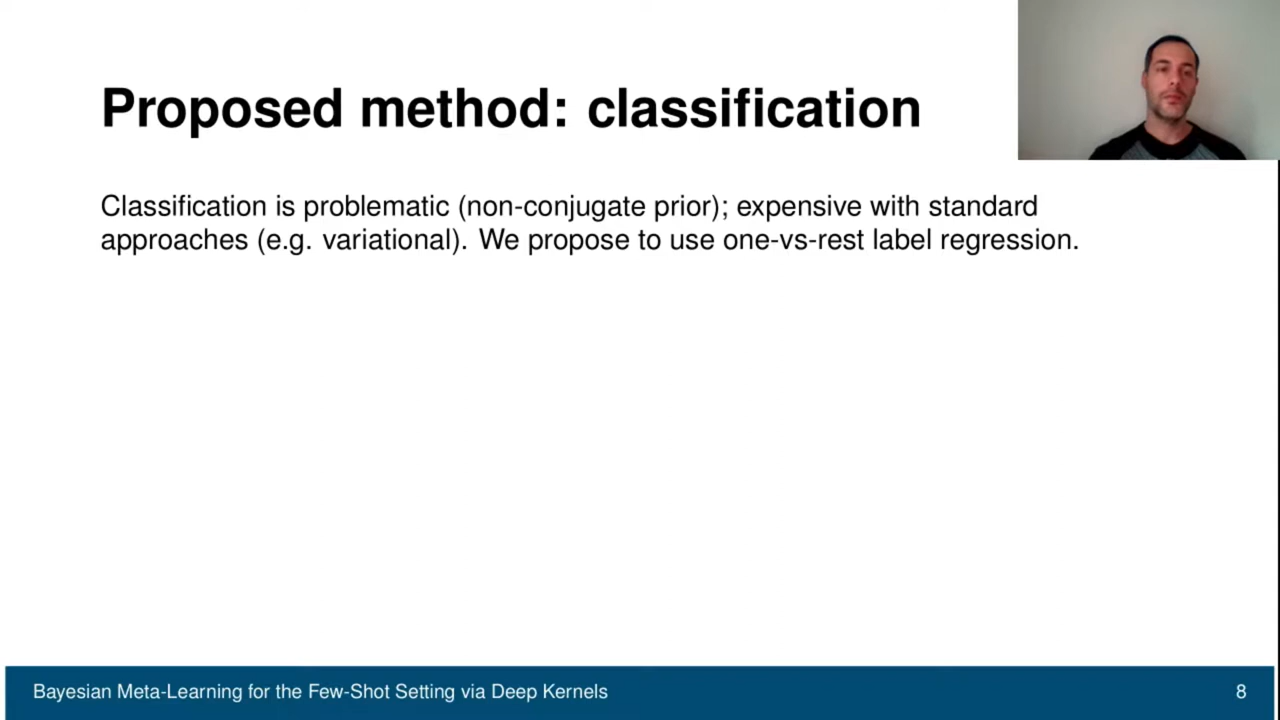 Proposed method: classification
Classification is problematic (non-conjugate prior); expensive with standard
approaches (e.g. variational). We propose to use one-vs-rest label regression.
Bayesian Meta-Learning for the Few-Shot Setting via Deep Kernels
8